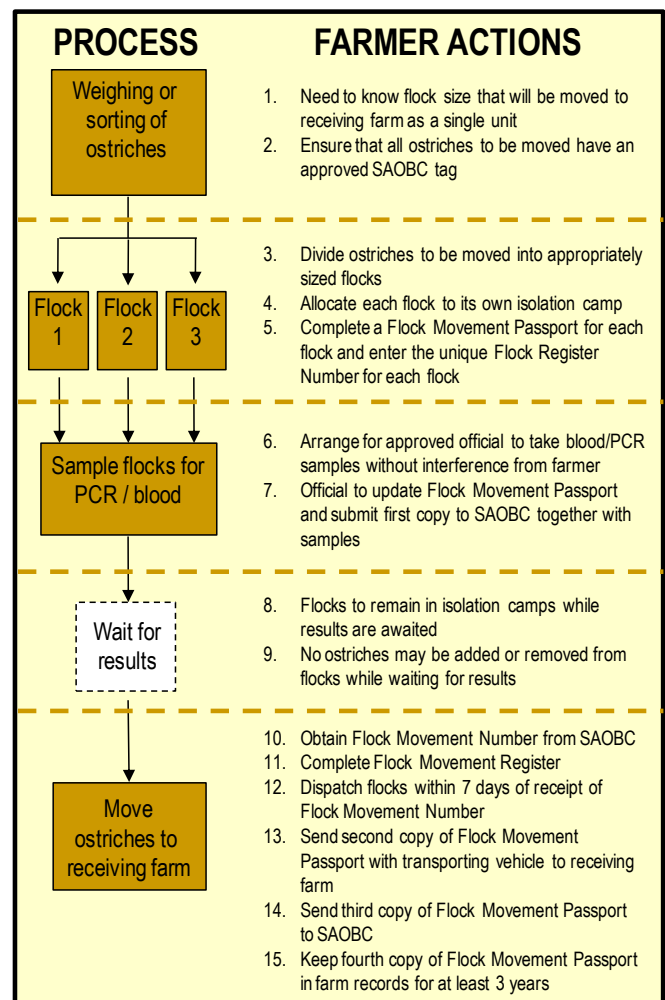 PROCESS
FARMER ACTIONS
Weighing or
sorting of
ostriches
1. Need to know flock size that will be moved to
receiving farm as a single unit
2. Ensure that all ostriches to be moved have an
approved SAOBC tag
Flock
1
Flock
2
Flock
3
3. Divide ostriches to be moved into appropriately
sized flocks
4. Allocate each flock to its own isolation camp
5. Complete a Flock Movement Passport for each
flock and enter the unique Flock Register
Number for each flock
Sample flocks for
PCR / blood
6. Arrange for approved official to take blood/PCR
samples without interference from farmer
7. Official to update Flock Movement Passport
and submit first copy to SAOBC together with
samples
Wait for
results
8. Flocks to remain in isolation camps while
results are awaited
9. No ostriches may be added or removed from
flocks while waiting for results
Move
ostriches to
receiving farm
10. Obtain Flock Movement Number from SAOBC
11. Complete Flock Movement Register
12. Dispatch flocks within 7 days of receipt of
Flock Movement Number
13. Send second copy of Flock Movement
Passport with transporting vehicle to receiving
farm
14. Send third copy of Flock Movement Passport
to SAOBC
15. Keep fourth copy of Flock Movement Passport
in farm records for at least 3 years